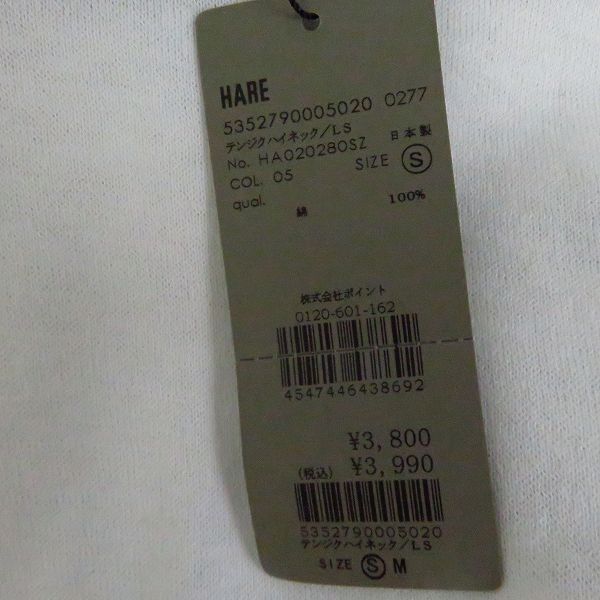 HARE
5352790005020 0277
テンジクハイネック/LS 日本製
No. HA020280SZ
COL. 05 SIZE S
qual.
綿 100%
株式会社ポイント
0120-601-162
4547446438692
¥3,800
(税込) ¥3,990
5352790005020
テンジクハイネック/LS
SIZE S M